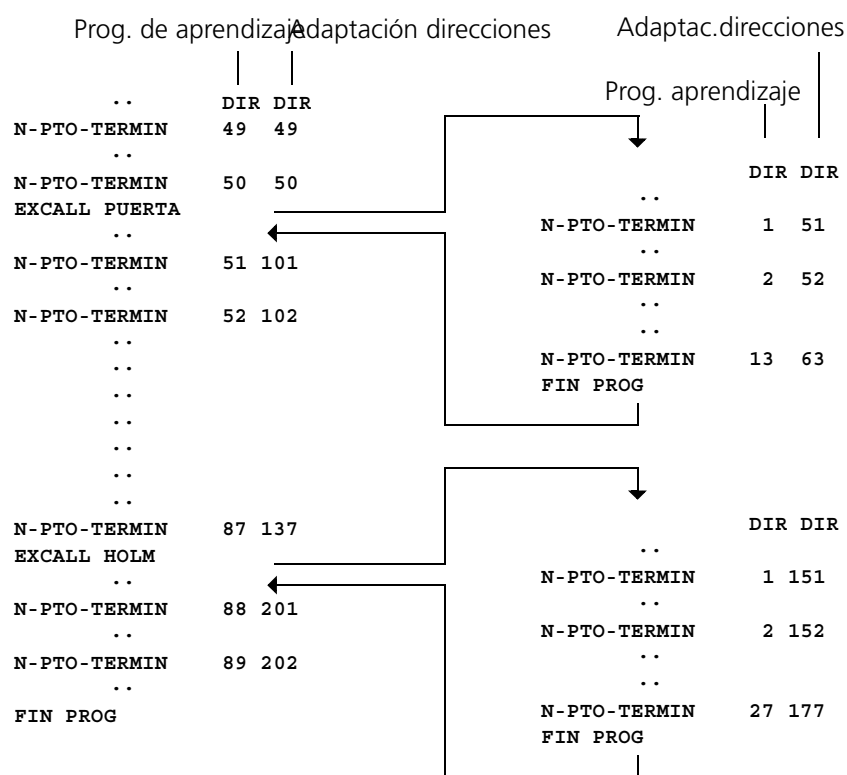 Prog. de aprendizaje Adaptación direcciones
.. DIR DIR
N-PTO-TERMIN 49 49
..
N-PTO-TERMIN 50 50
EXCALL PUERTA
..
N-PTO-TERMIN 51 101
..
N-PTO-TERMIN 52 102
..
..
..
..
..
..
..
N-PTO-TERMIN 87 137
EXCALL HOLM
..
N-PTO-TERMIN 88 201
..
N-PTO-TERMIN 89 202
..
FIN PROG
Adaptac.direcciones
Prog. aprendizaje
DIR DIR
..
N-PTO-TERMIN 1 51
..
N-PTO-TERMIN 2 52
..
..
N-PTO-TERMIN 13 63
FIN PROG
DIR DIR
..
N-PTO-TERMIN 1 151
..
N-PTO-TERMIN 2 152
..
..
N-PTO-TERMIN 27 177
FIN PROG